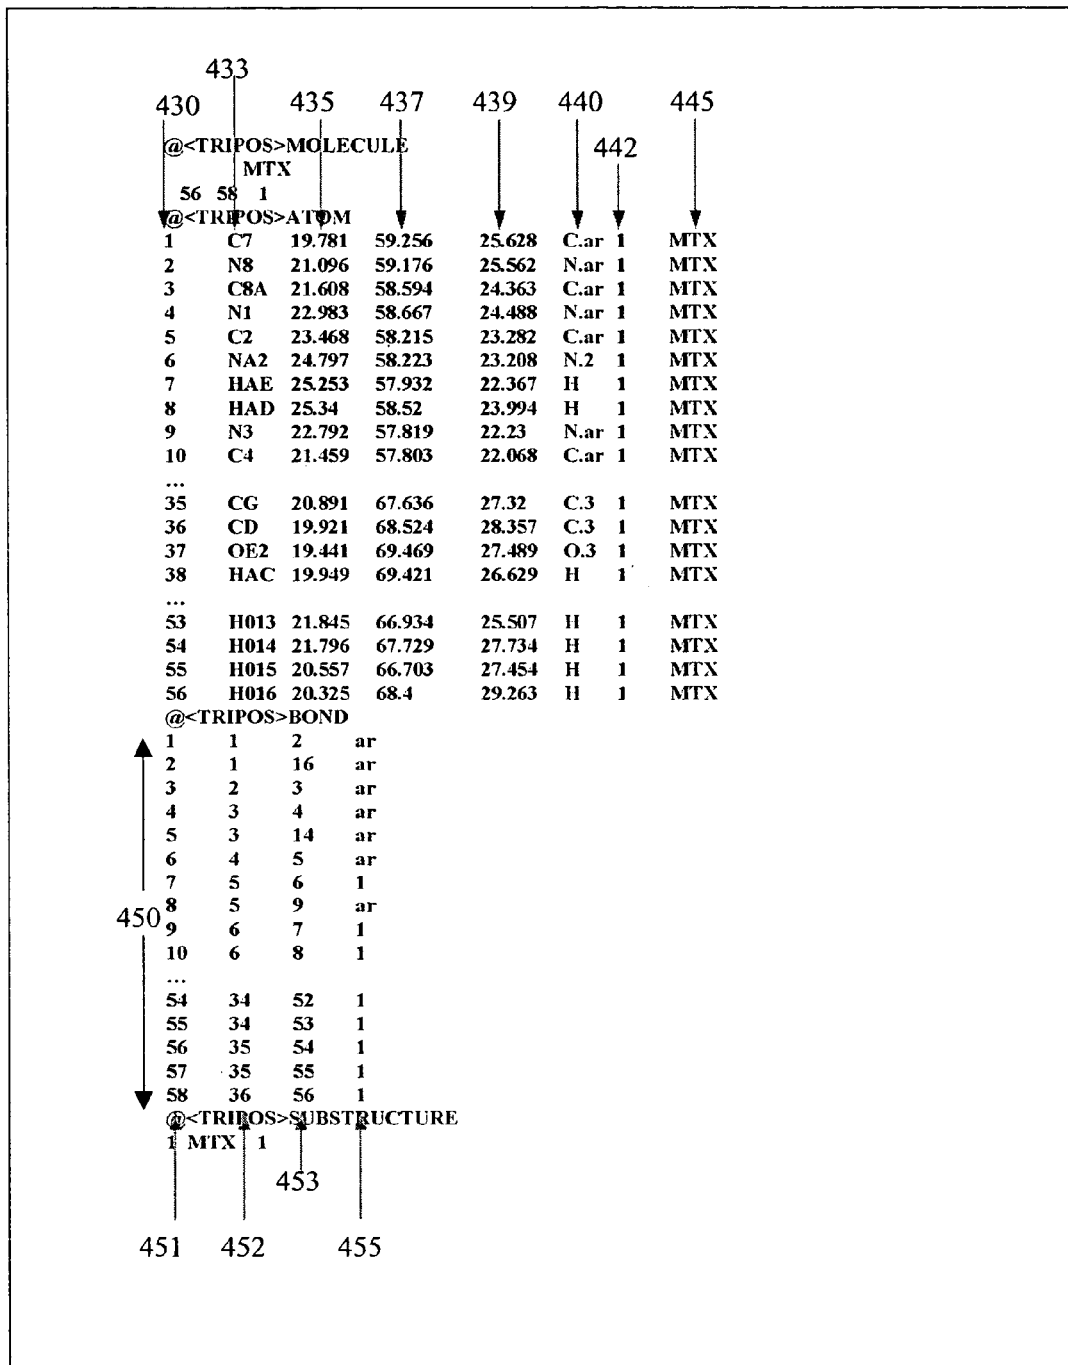 433
430 435 437 439 440 445
@<TRIPOS>MOLECULE
442
MTX
56 58 1
@<TRIPOS>ATOM
1 C7 19.781 59.256 25.628 C.ar 1 MTX
2 N8 21.096 59.176 25.562 N.ar 1 MTX
3 C8A 21.608 58.594 24.363 C.ar 1 MTX
4 N1 22.983 58.667 24.488 N.ar 1 MTX
5 C2 23.468 58.215 23.282 C.ar 1 MTX
6 NA2 24.797 58.223 23.208 N.2 1 MTX
7 HAE 25.253 57.932 22.367 H 1 MTX
8 HAD 25.34 58.52 23.994 H 1 MTX
9 N3 22.792 57.819 22.23 N.ar 1 MTX
10 C4 21.459 57.803 22.068 C.ar 1 MTX
...
35 CG 20.891 67.636 27.32 C.3 1 MTX
36 CD 19.921 68.524 28.357 C.3 1 MTX
37 OE2 19.441 69.469 27.489 O.3 1 MTX
38 HAC 19.949 69.421 26.629 H 1 MTX
...
53 H013 21.845 66.934 25.507 H 1 MTX
54 H014 21.796 67.729 27.734 H 1 MTX
55 H015 20.557 66.703 27.454 H 1 MTX
56 H016 20.325 68.4 29.263 H 1 MTX
@<TRIPOS>BOND
1 1 2 ar
2 1 16 ar
3 2 3 ar
4 3 4 ar
5 3 14 ar
6 4 5 ar
7 5 6 1
8 5 9 ar
450
9 6 7 1
10 6 8 1
...
54 34 52 1
55 34 53 1
56 35 54 1
57 35 55 1
58 36 56 1
@<TRIPOS>SUBSTRUCTURE
1 MTX 1
453
451 452 455